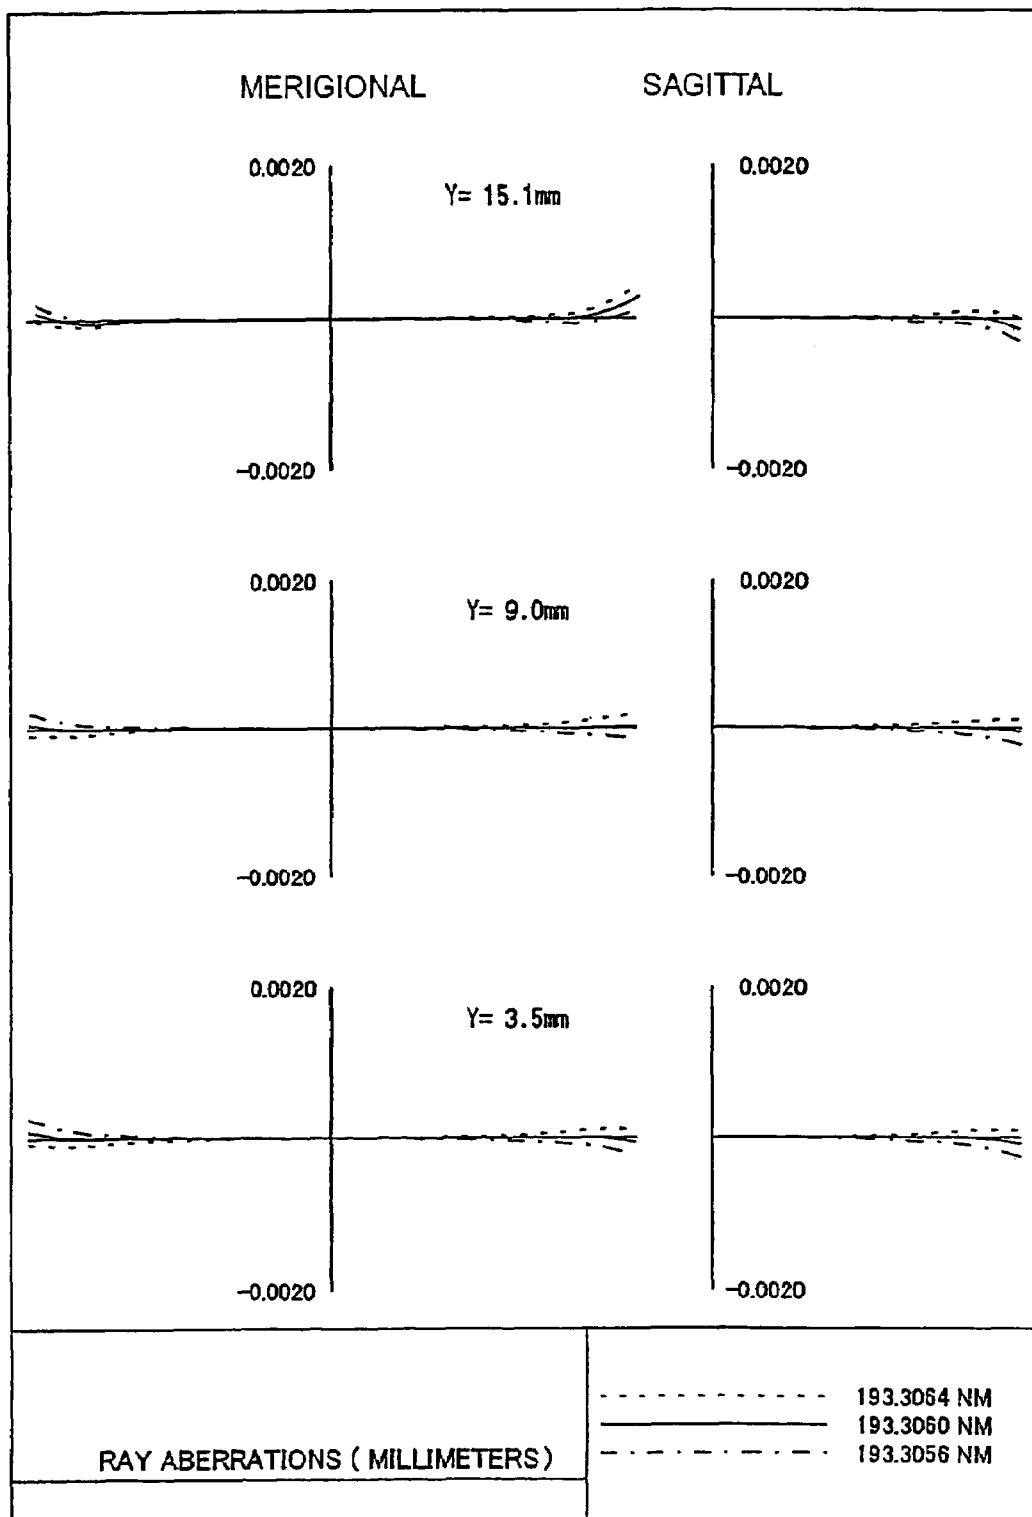 MERIGIONAL SAGITTAL
0.0020 0.0020
Y= 15.1mm
-0.0020 -0.0020
0.0020 0.0020
Y= 9.0mm
-0.0020 -0.0020
0.0020 0.0020
Y= 3.5mm
-0.0020 -0.0020
193.3064 NM
193.3060 NM
193.3056 NM
RAY ABERRATIONS ( MILLIMETERS )